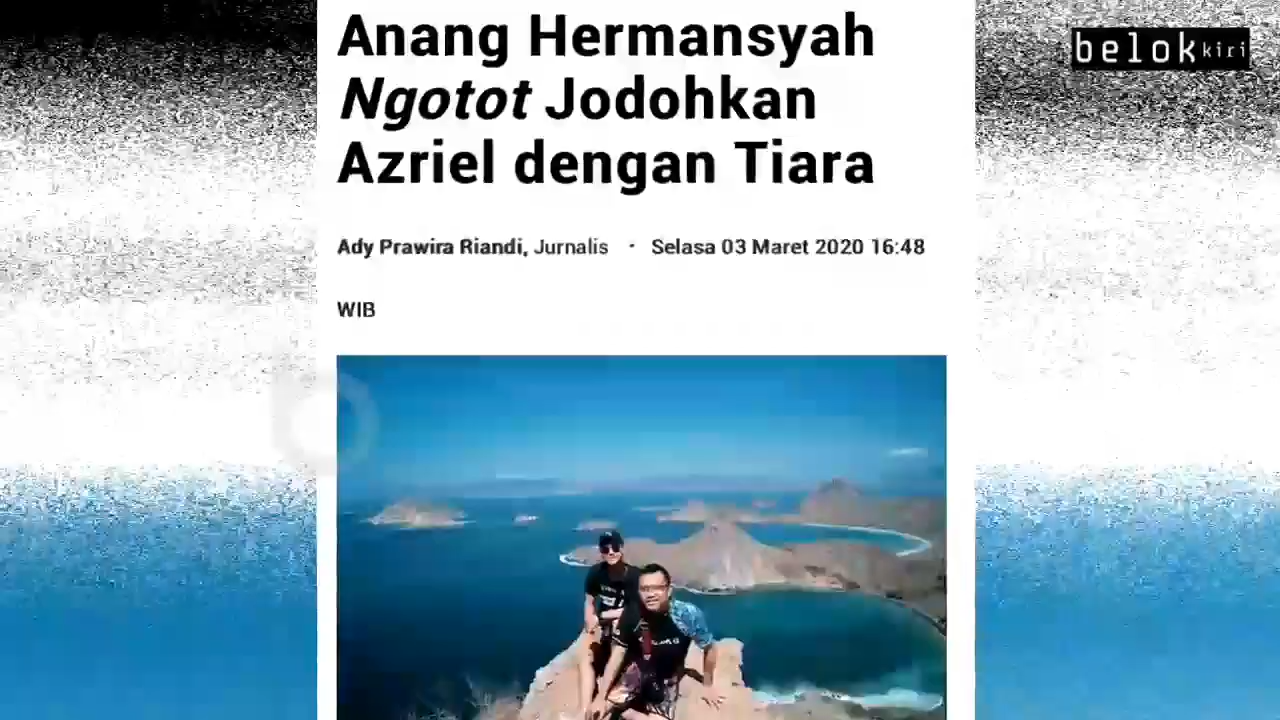 Anang Hermansyah
Ngotot Jodohkan
Azriel dengan Tiara
Ady Prawira Riandi, Jurnalis · Selasa 03 Maret 2020 16:48
WIB
belok kiri